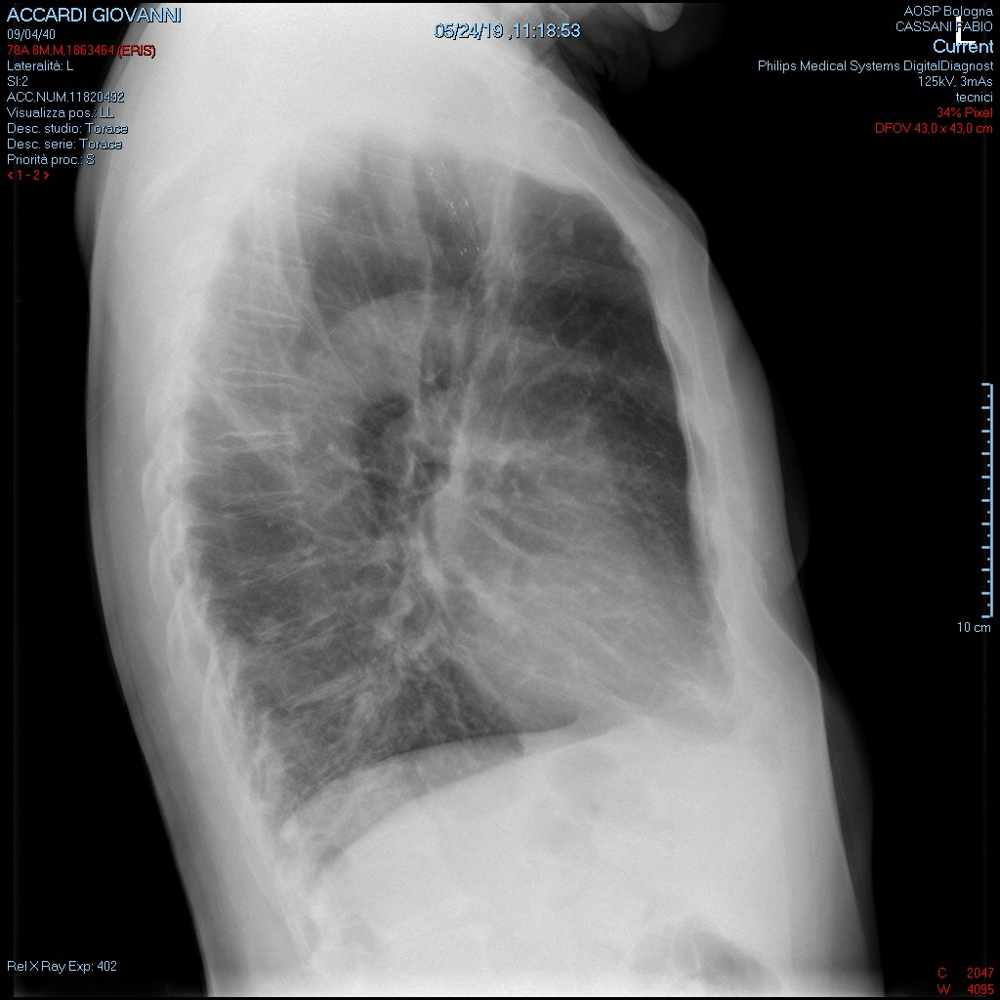 ACCARDI GIOVANNI
09/04/40
78A 8M,M,1863464 (ERIS)
Lateralità: L
SI:2
ACC.NUM.11820492
Visualizza pos.: LL
Desc. studio: Torace
Desc. serie: Torace
Priorità proc.: S
< 1 - 2 >
05/24/19 ,11:18:53
AOSP Bologna
CASSANI FABIO
L
Current
Philips Medical Systems DigitalDiagnost
125kV, 3mAs
tecnici
34% Pixel
DFOV 43,0 x 43,0 cm
10 cm
Rel X Ray Exp: 402
C 2047
W 4095